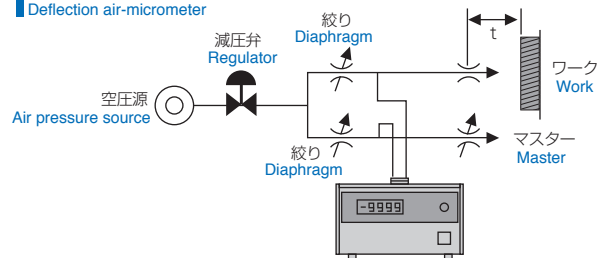 Deflection air-micrometer
絞り
Diaphragm
減圧弁
Regulator
t
ワーク
Work
空圧源
Air pressure source
絞り
Diaphragm
マスター
Master
-9999